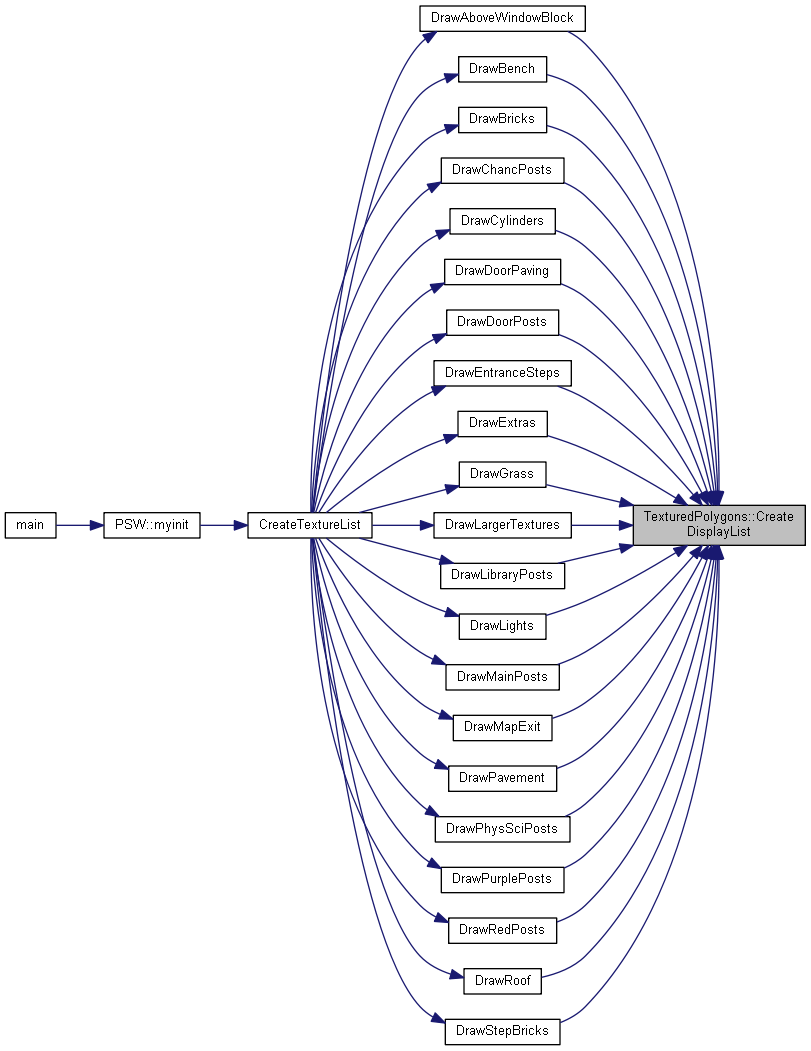 DrawAboveWindowBlock
DrawBench
DrawBricks
DrawChancPosts
DrawCylinders
DrawDoorPaving
DrawDoorPosts
DrawEntranceSteps
DrawExtras
DrawGrass
TexturedPolygons::Create
DisplayList
main
PSW::myinit
CreateTextureList
DrawLargerTextures
DrawLibraryPosts
DrawLights
DrawMainPosts
DrawMapExit
DrawPavement
DrawPhysSciPosts
DrawPurplePosts
DrawRedPosts
DrawRoof
DrawStepBricks